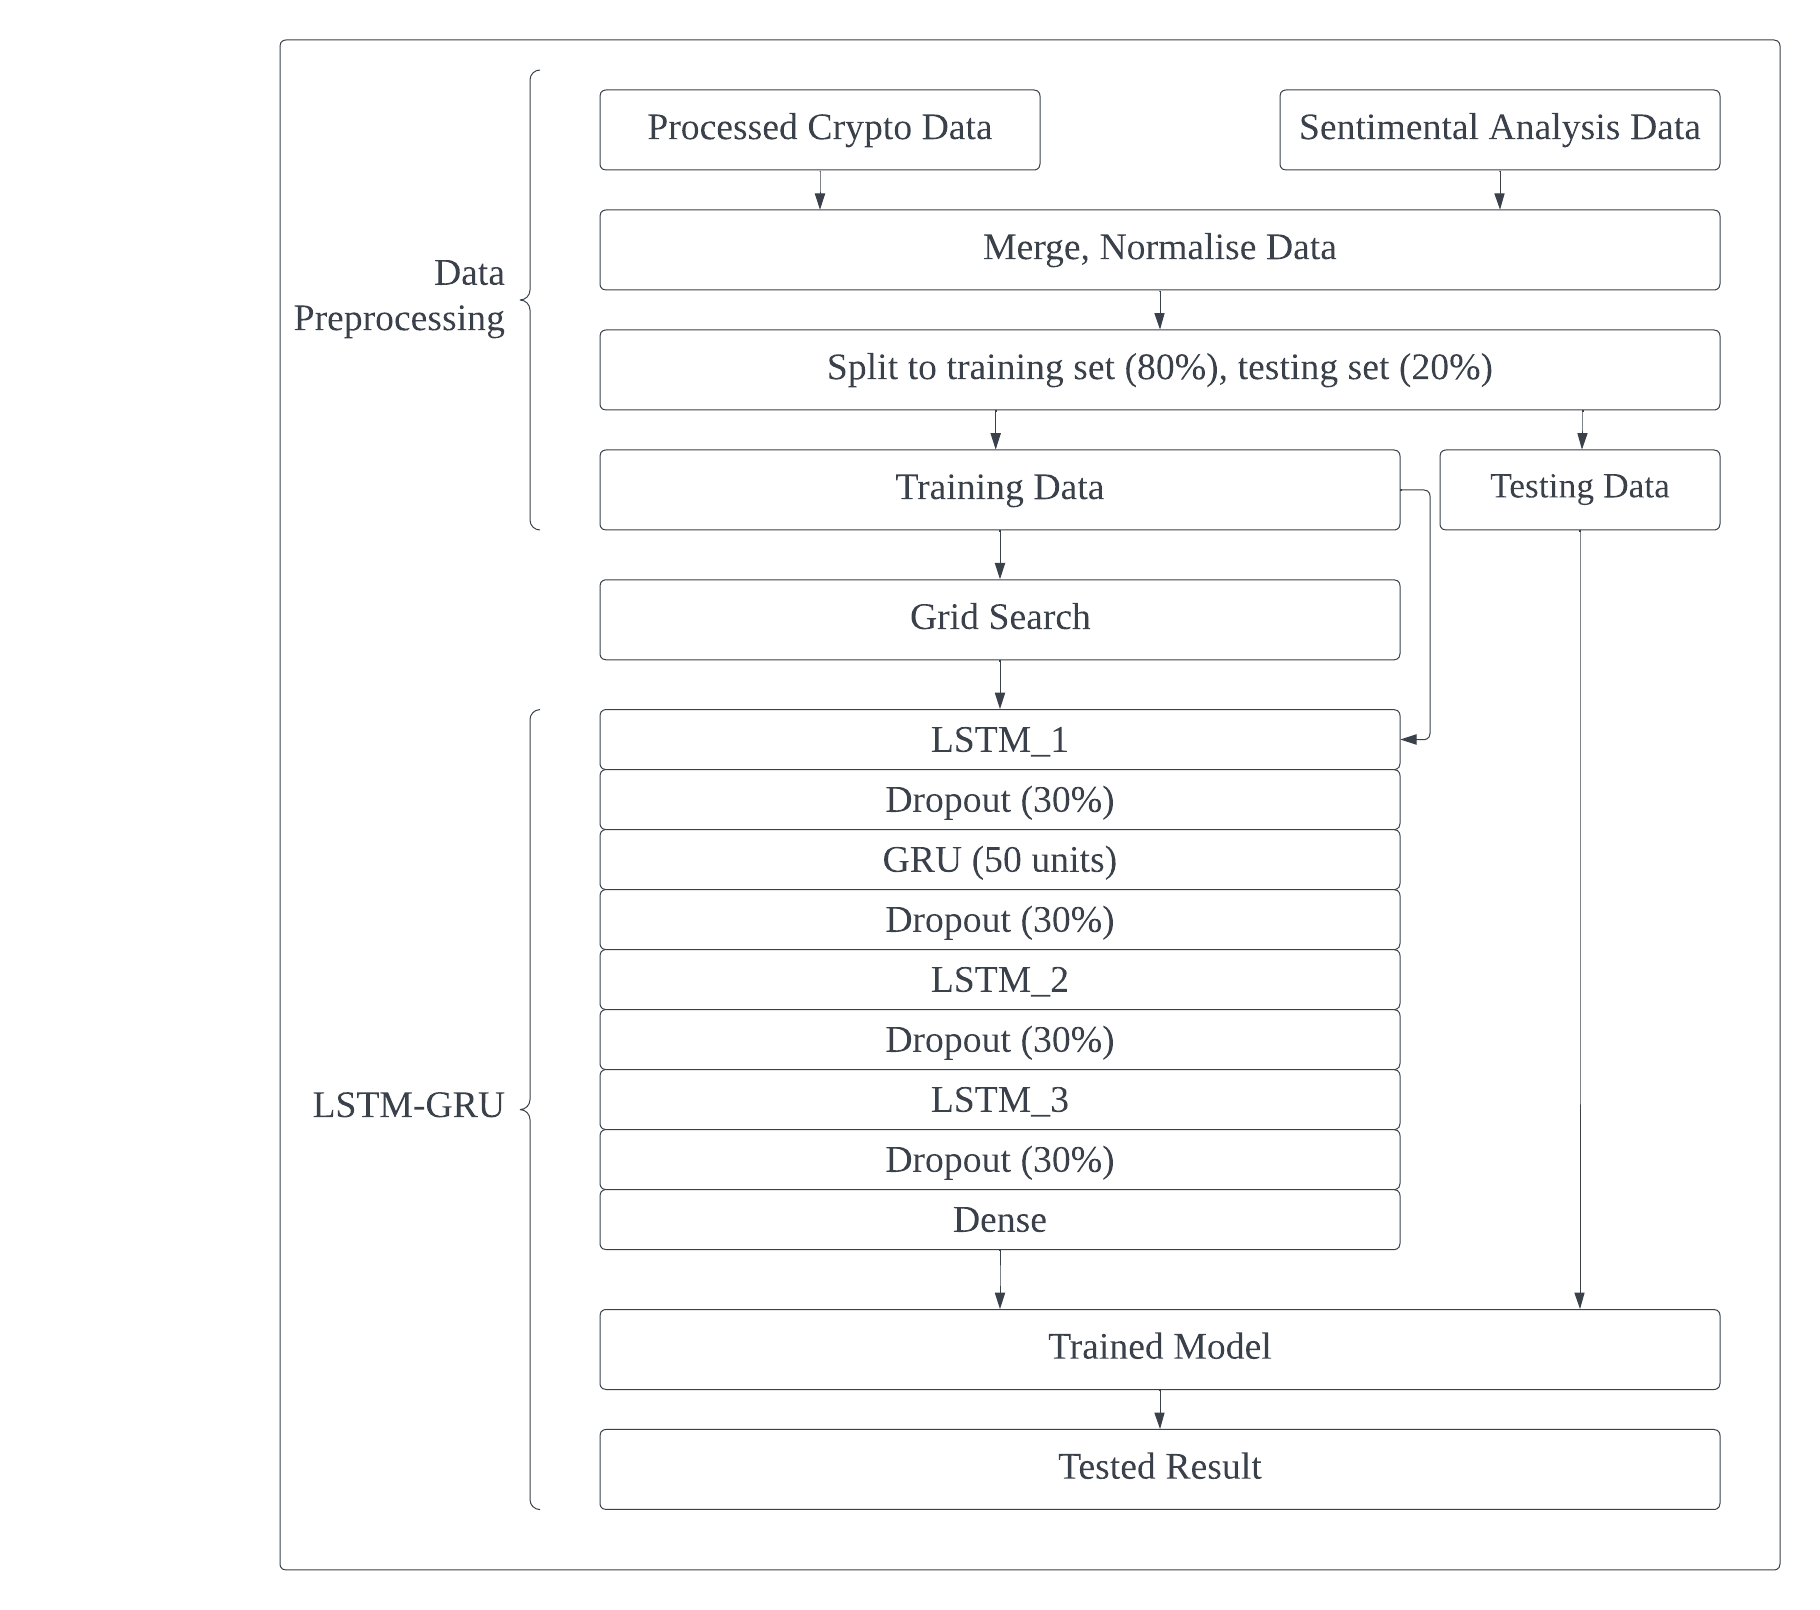 Processed Crypto Data
Sentimental Analysis Data
Merge, Normalise Data
Data
Preprocessing
Split to training set (80%), testing set (20%)
Training Data
Testing Data
Grid Search
LSTM_1
Dropout (30%)
GRU (50 units)
Dropout (30%)
LSTM_2
Dropout (30%)
LSTM_3
LSTM-GRU
Dropout (30%)
Dense
Trained Model
Tested Result